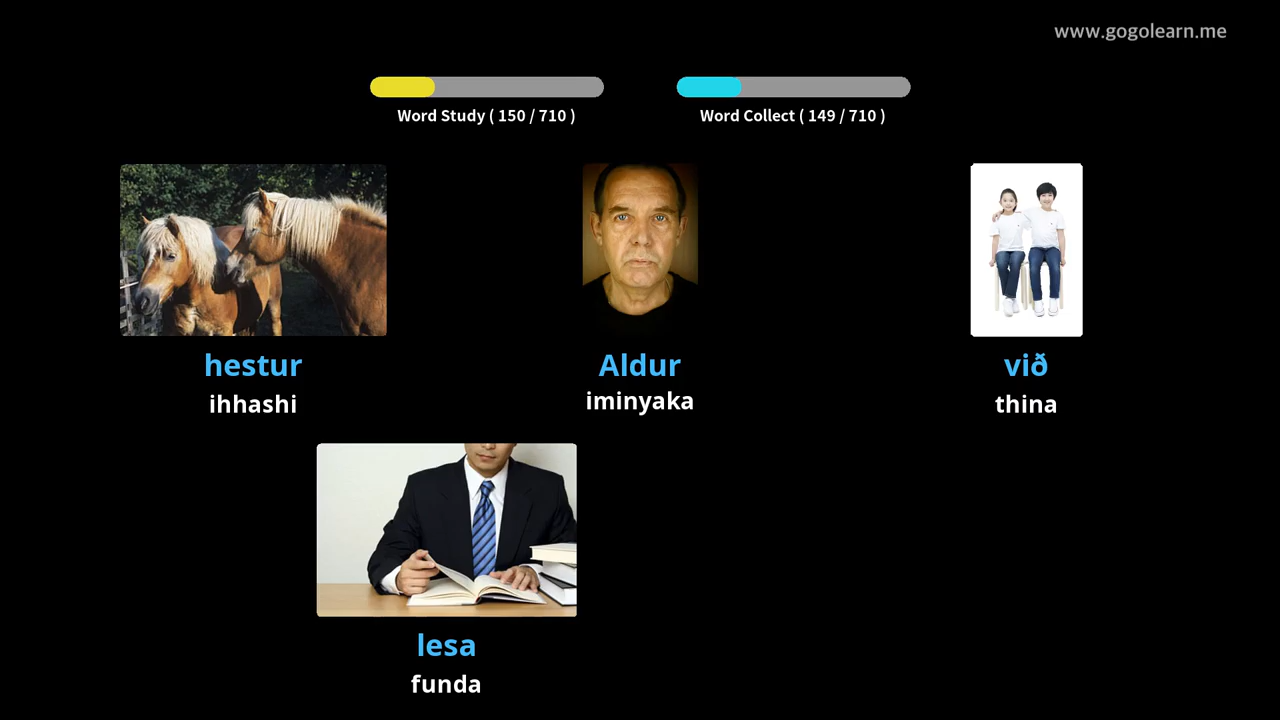 www.gogolearn.me
Word Study ( 150 / 710 )
Word Collect ( 149 / 710 )
hestur
ihhashi
Aldur
iminyaka
við
thina
lesa
funda